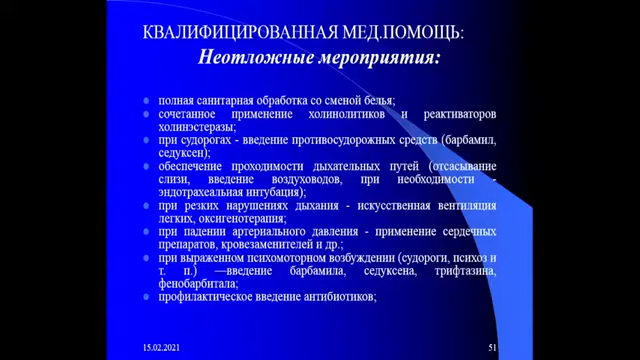 КВАЛИФИЦИРОВАННАЯ МЕД.ПОМОЩЬ:
Неотложные мероприятия:
полная санитарная обработка со сменой белья;
сочетанное применение холинолитиков и реактиваторов
холинэстеразы;
при судорогах - введение противосудорожных средств (барбамил,
седуксен);
обеспечение проходимости дыхательных путей (отсасывание
слизи, введение воздуховодов, при необходимости -
эндотрахеальная интубация);
при резких нарушениях дыхания - искусственная вентиляция
легких, оксигенотерапия;
при падении артериального давления - применение сердечных
препаратов, кровезаменителей и др.;
при выраженном психомоторном возбуждении (судороги, психоз и
т. п.) —введение барбамила, седуксена, трифтазина,
фенобарбитала;
профилактическое введение антибиотиков;
15.02.2021
51